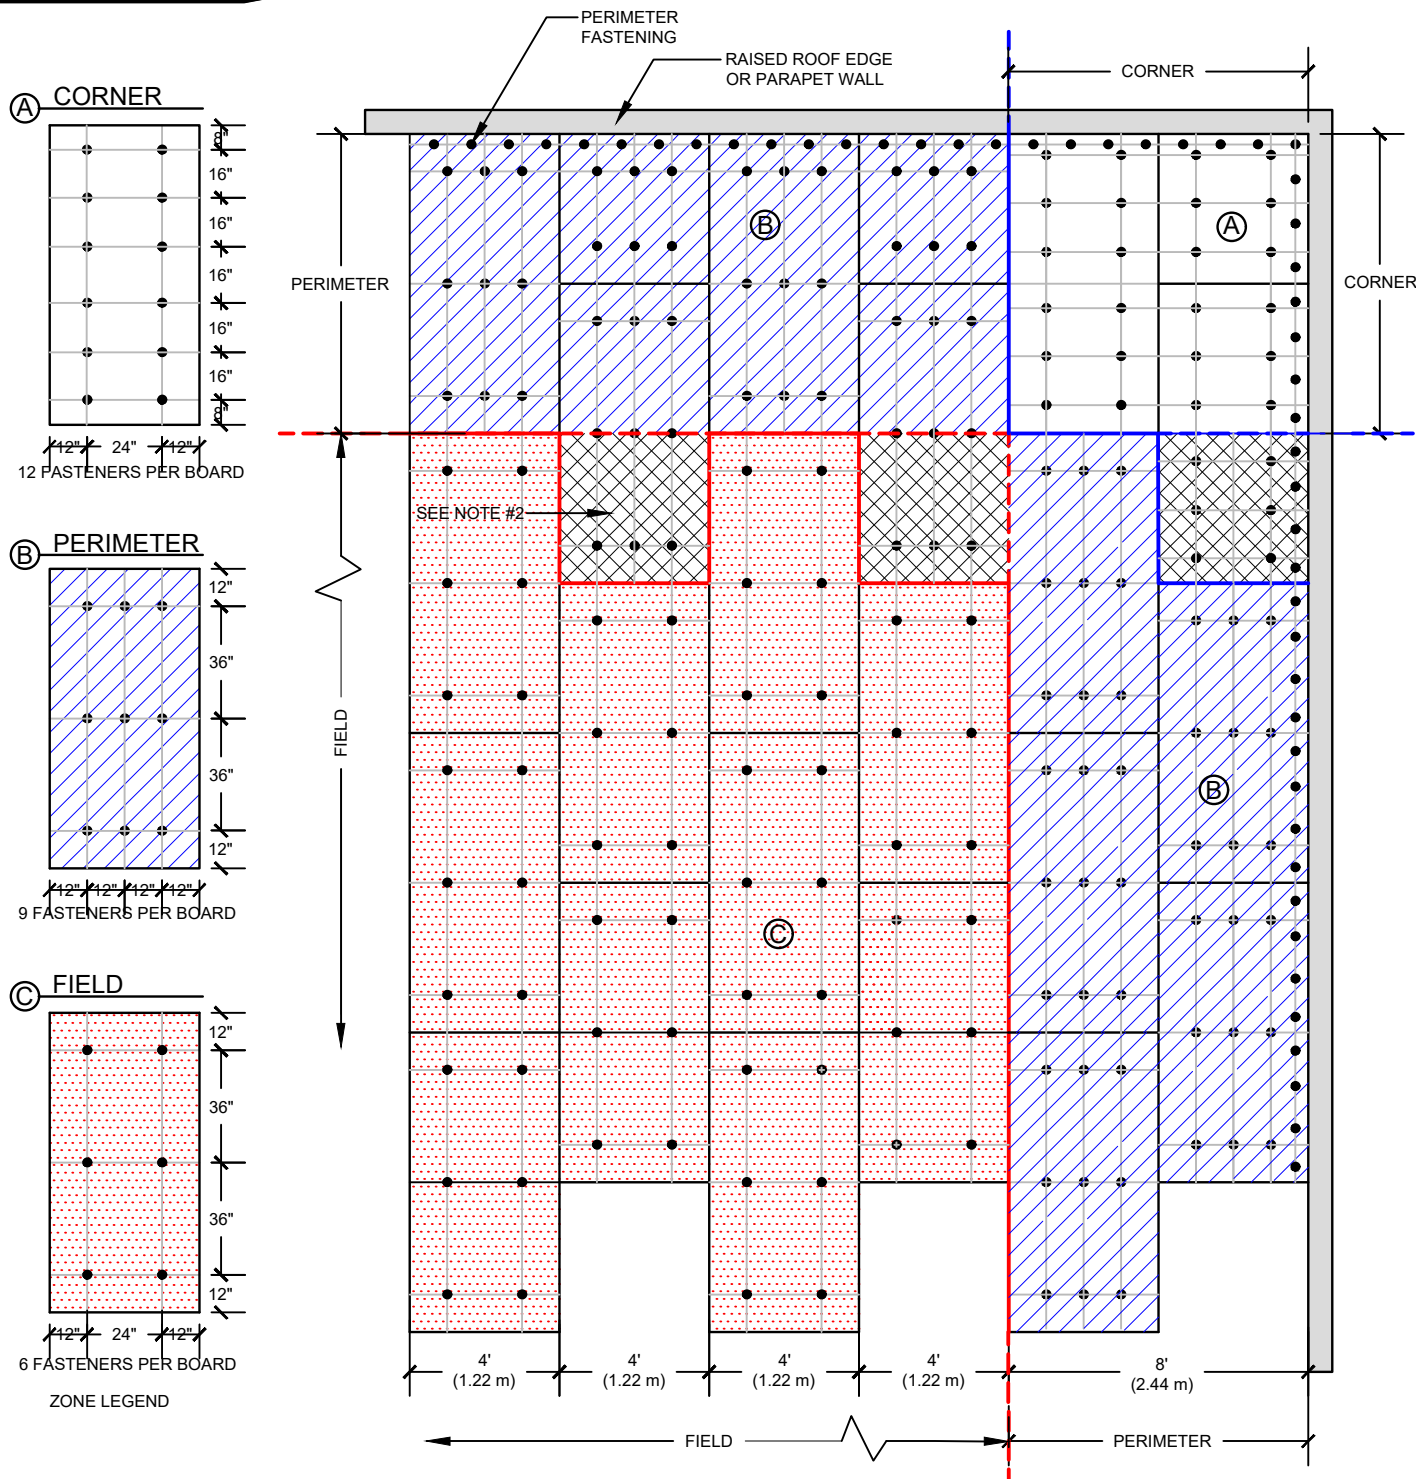 PERIMETER
FASTENING
RAISED ROOF EDGE
OR PARAPET WALL
CORNER
A CORNER
8"
16"
16"
16"
16"
16"
8"
12" 24" 12"
12 FASTENERS PER BOARD
B
A
PERIMETER
CORNER
SEE NOTE #2
B PERIMETER
12"
36"
36"
12"
12" 12" 12" 12"
9 FASTENERS PER BOARD
FIELD
B
C
C FIELD
12"
36"
36"
12"
12" 24" 12"
6 FASTENERS PER BOARD
ZONE LEGEND
4' 4' 4' 4' 8'
(1.22 m) (1.22 m) (1.22 m) (1.22 m) (2.44 m)
FIELD PERIMETER